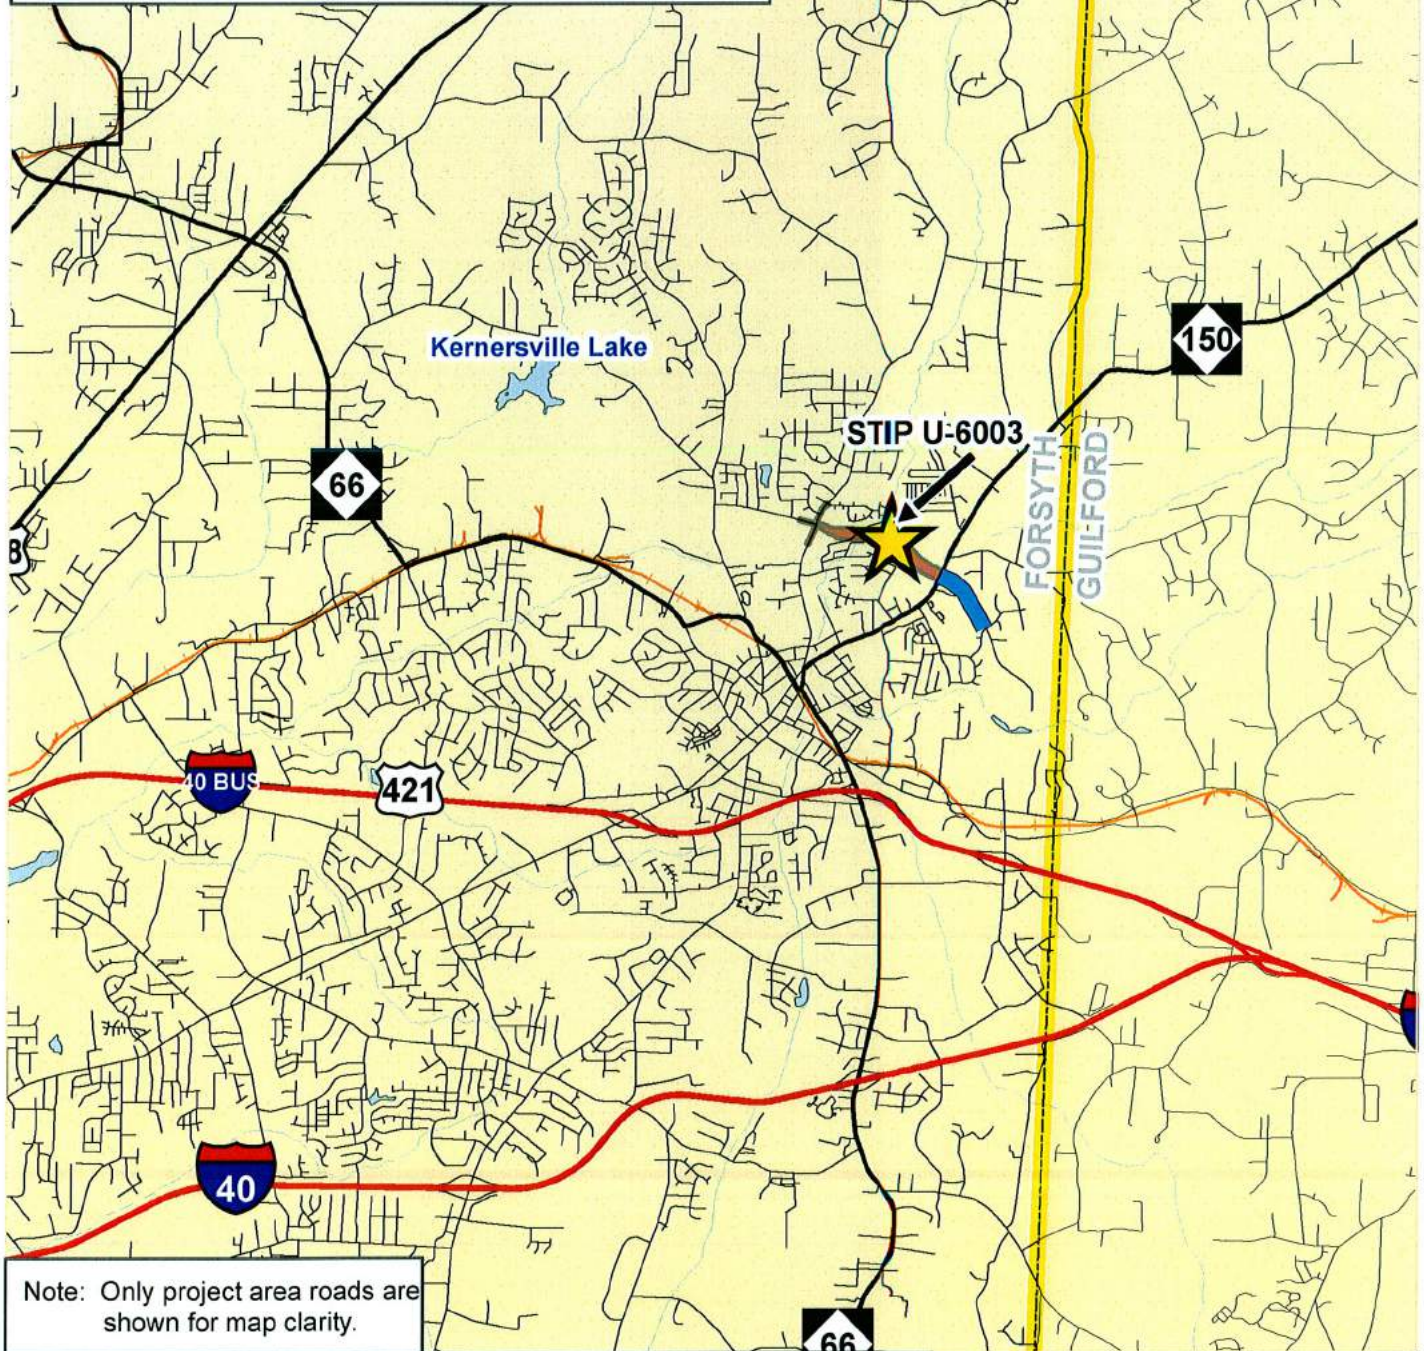 Kernersville Lake
150
STIP U-6003
66
FORSYTH
GUILFORD
8
40 BUS
421
40
Note: Only project area roads are
shown for map clarity.
66